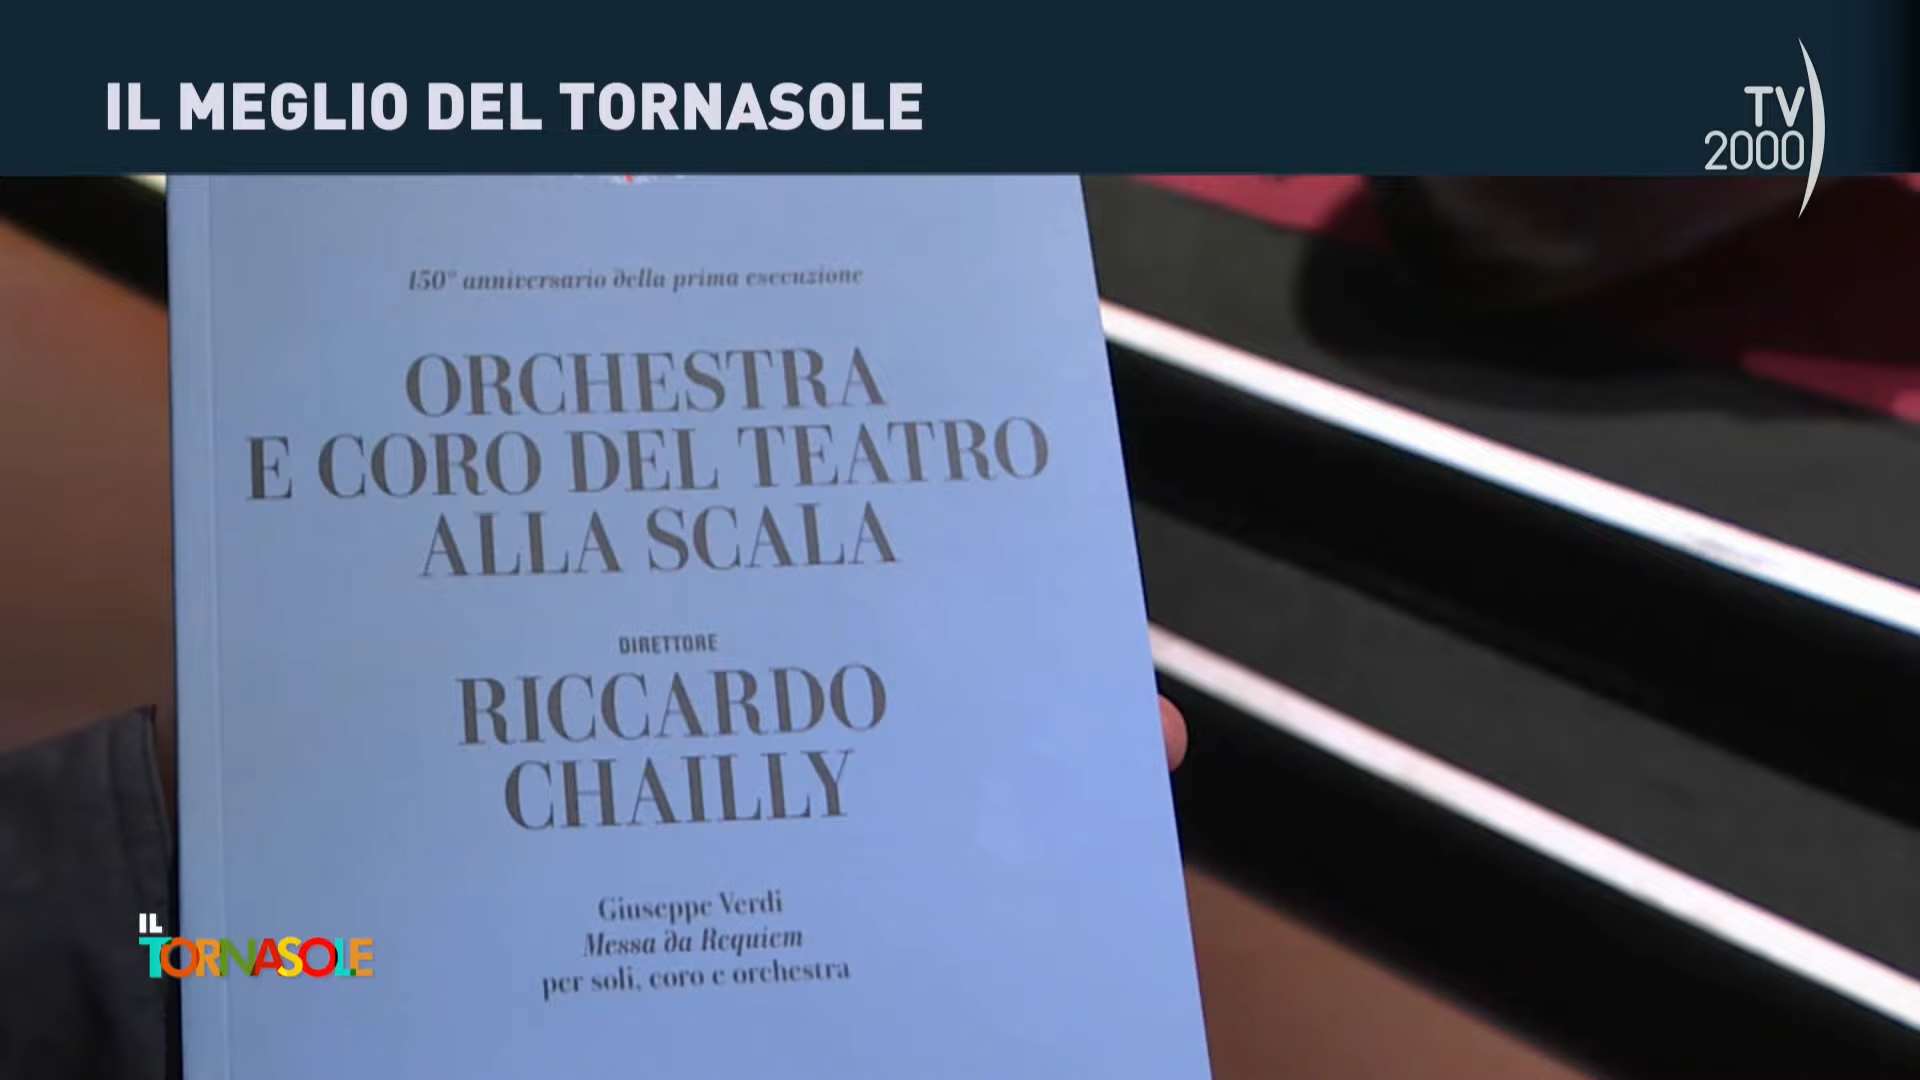 IL MEGLIO DEL TORNASOLE
TV
2000
150° anniversario della prima esecuzione
ORCHESTRA
E CORO DEL TEATRO
ALLA SCALA
DIRETTORE
RICCARDO
CHAILLY
Giuseppe Verdi
Messa da Requiem
per soli, coro e orchestra
IL
TORNASOLE